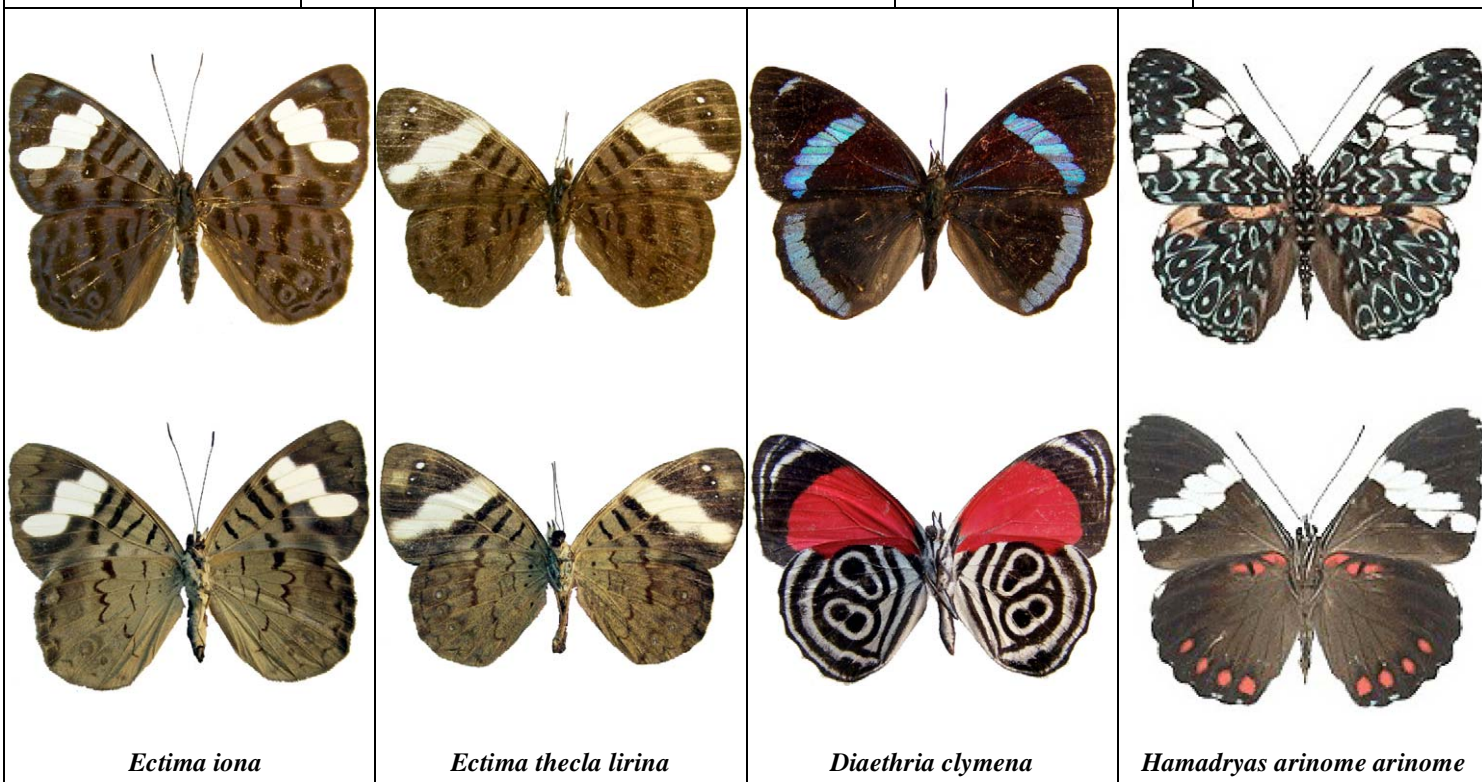 Ectima iona
Ectima thecla lirina
Diaethria clymena
Hamadryas arinome arinome